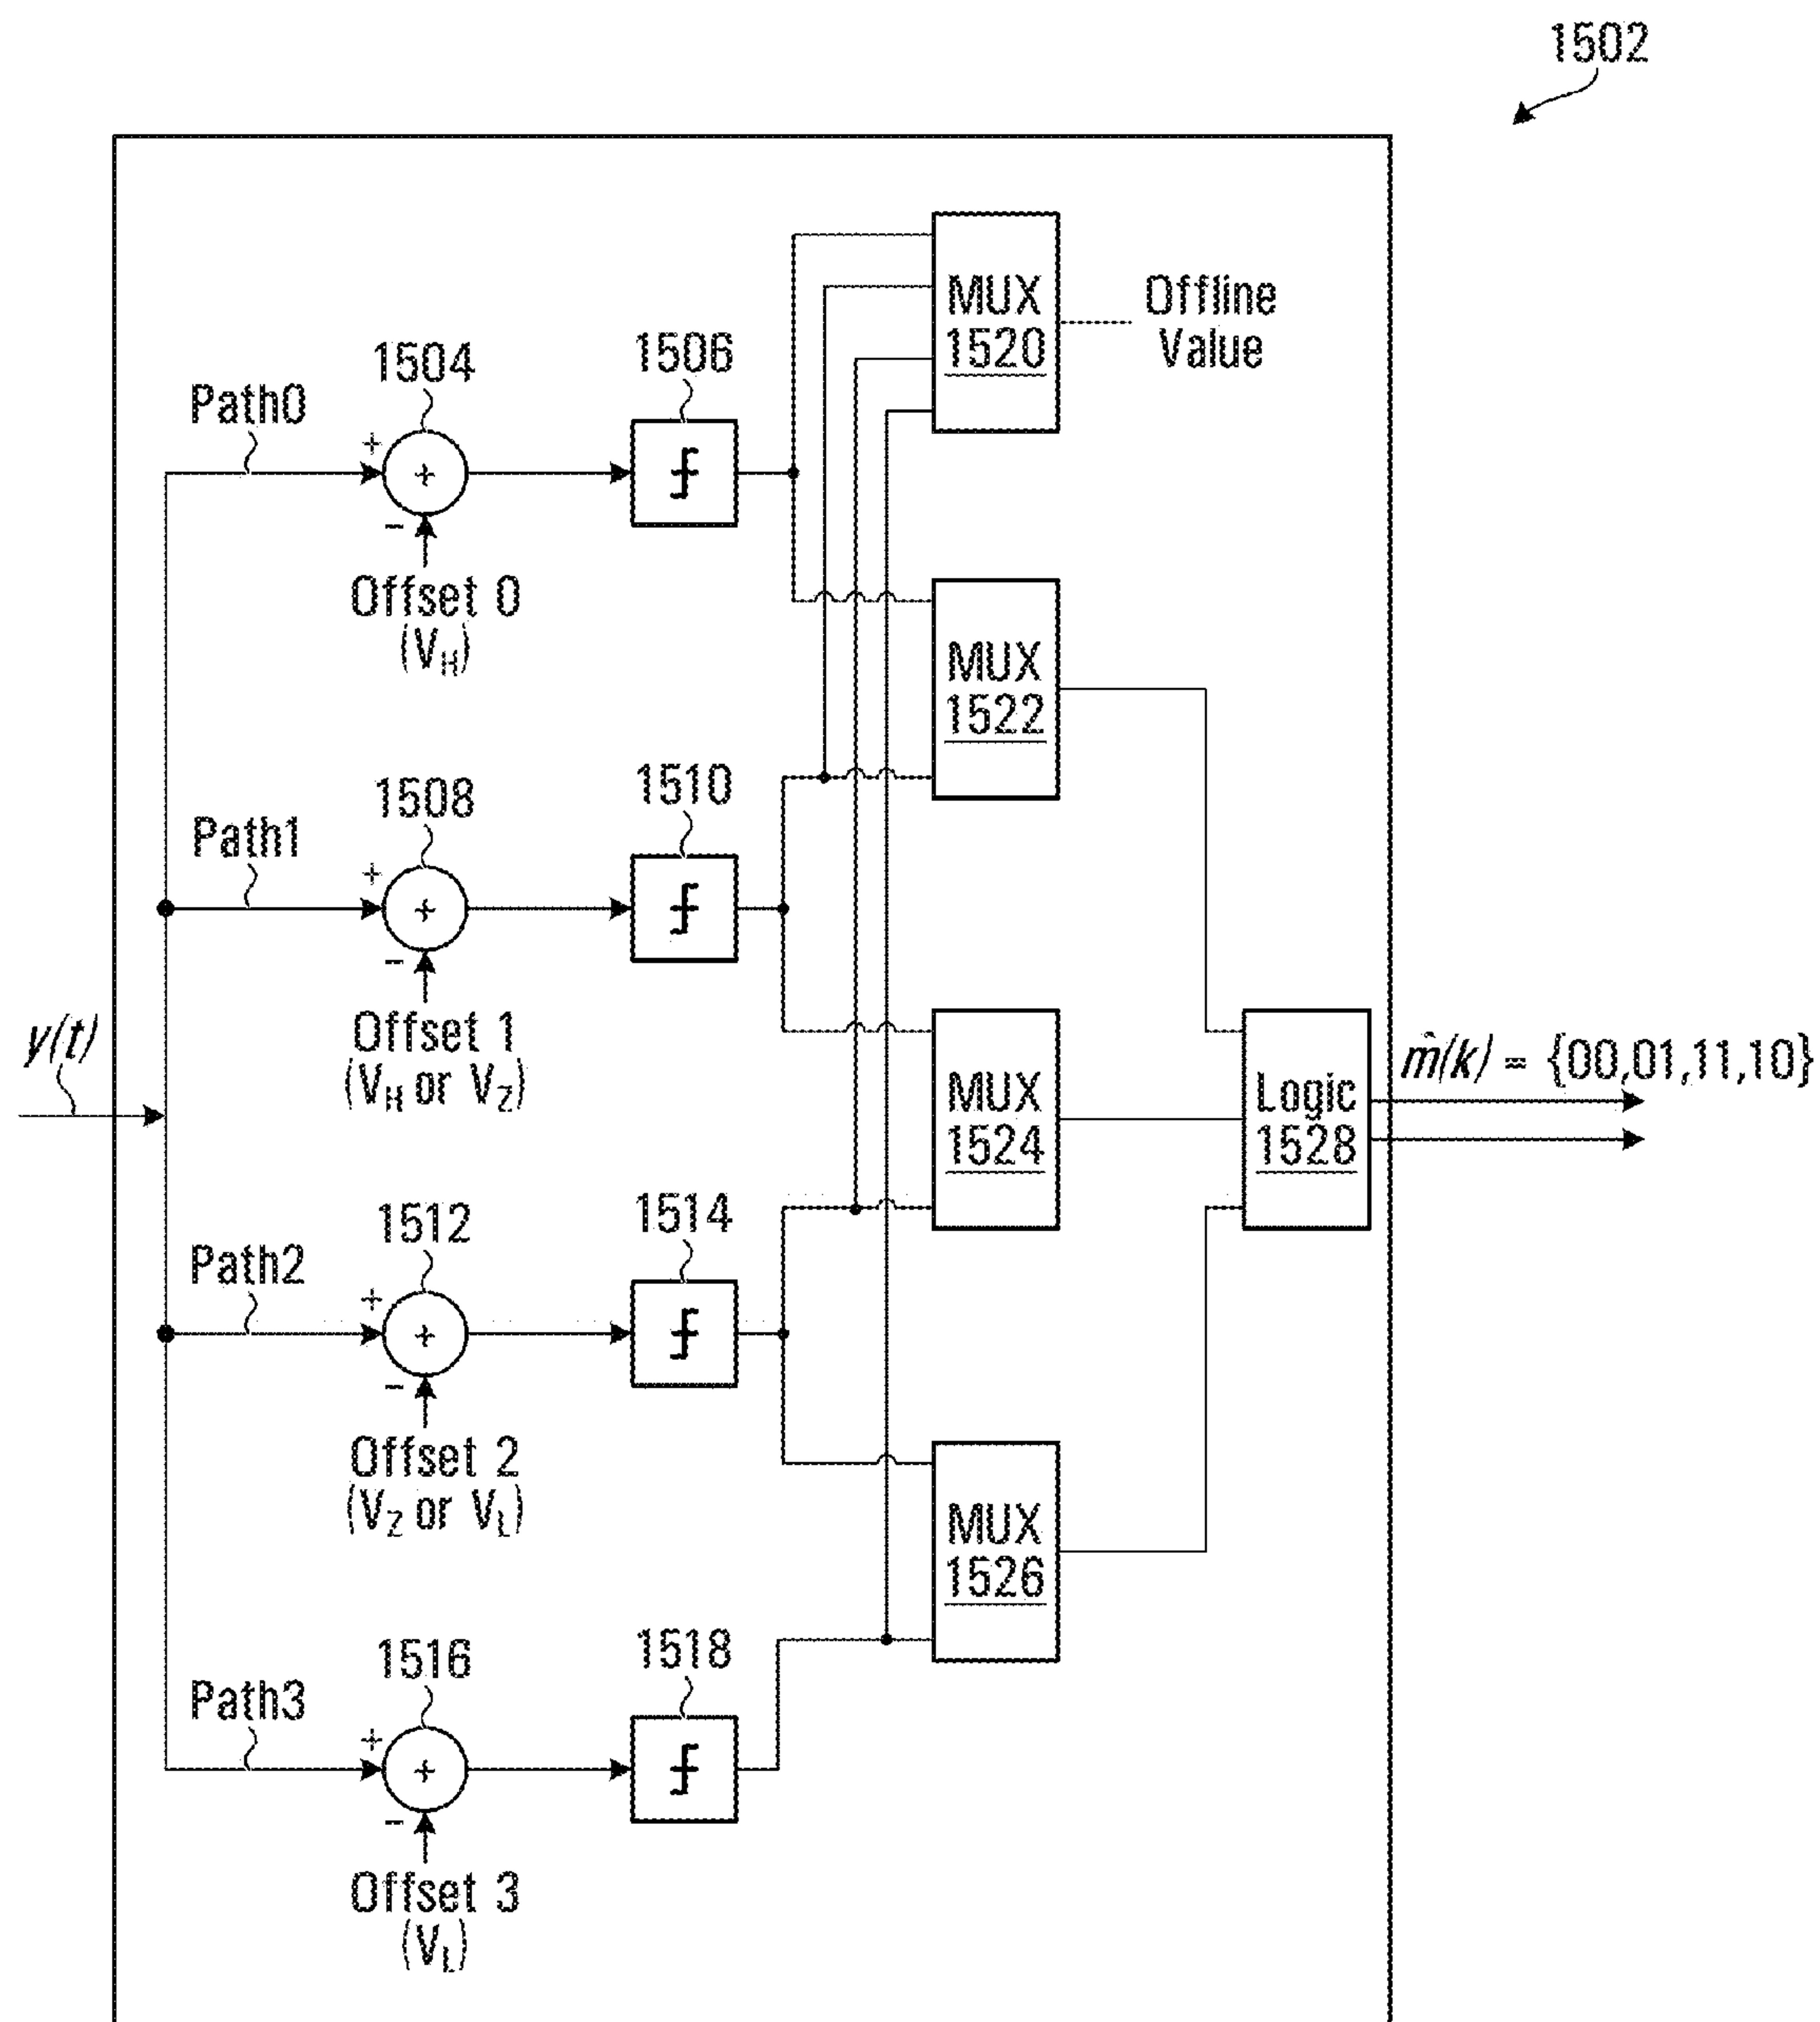 1502
MUX
1520
Offline
Value
1504
1506
Path0
+
+
-
Offset 0
(V_H)
MUX
1522
1508
1510
Path1
+
+
-
Offset 1
(V_H or V_Z)
y(t)
MUX
1524
Logic
1528
m̂(k) = {00,01,11,10}
1512
1514
Path2
+
+
-
Offset 2
(V_Z or V_L)
MUX
1526
1516
1518
Path3
+
+
-
Offset 3
(V_L)